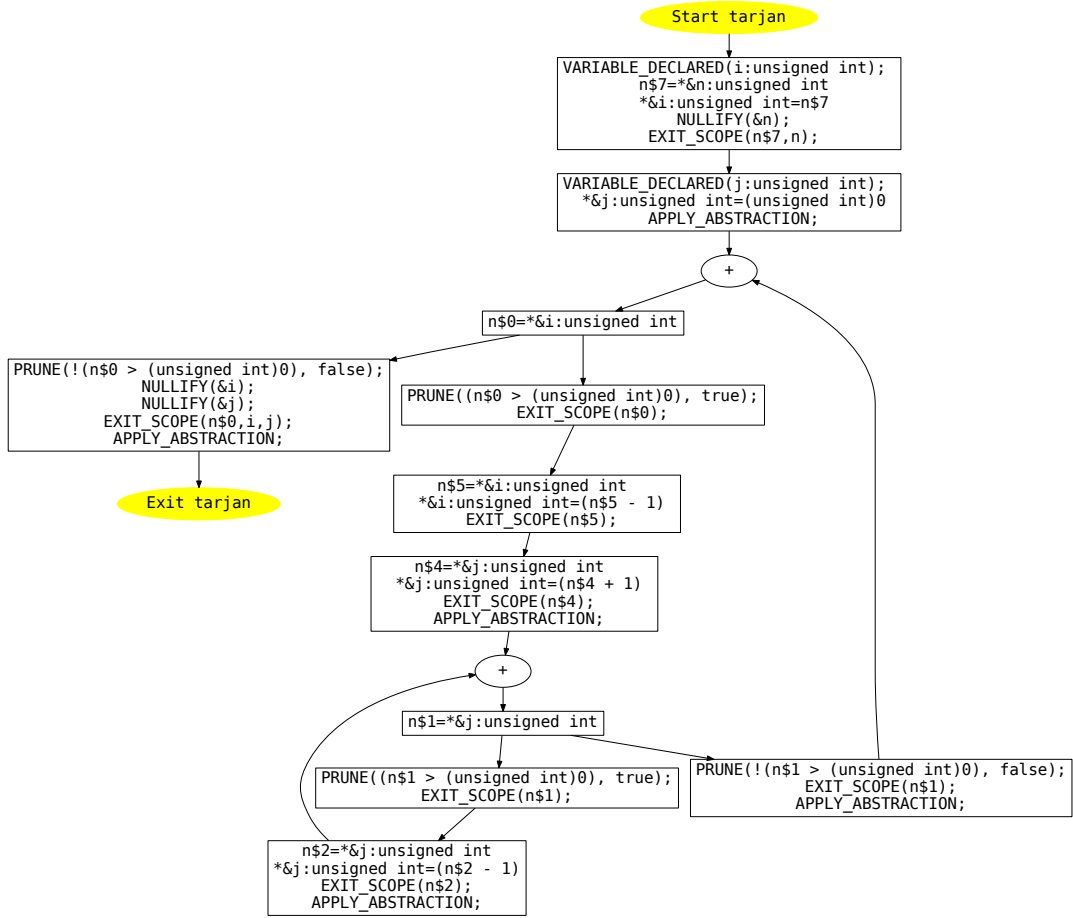 Start tarjan
VARIABLE_DECLARED(i:unsigned int);
n$7=*&n:unsigned int
*&i:unsigned int=n$7
NULLIFY(&n);
EXIT_SCOPE(n$7,n);
VARIABLE_DECLARED(j:unsigned int);
*&j:unsigned int=(unsigned int)0
APPLY_ABSTRACTION;
+
n$0=*&i:unsigned int
PRUNE(!(n$0 > (unsigned int)0), false);
NULLIFY(&i);
NULLIFY(&j);
EXIT_SCOPE(n$0,i,j);
APPLY_ABSTRACTION;
PRUNE((n$0 > (unsigned int)0), true);
EXIT_SCOPE(n$0);
Exit tarjan
n$5=*&i:unsigned int
*&i:unsigned int=(n$5 - 1)
EXIT_SCOPE(n$5);
n$4=*&j:unsigned int
*&j:unsigned int=(n$4 + 1)
EXIT_SCOPE(n$4);
APPLY_ABSTRACTION;
+
n$1=*&j:unsigned int
PRUNE((n$1 > (unsigned int)0), true);
EXIT_SCOPE(n$1);
PRUNE(!(n$1 > (unsigned int)0), false);
EXIT_SCOPE(n$1);
APPLY_ABSTRACTION;
n$2=*&j:unsigned int
*&j:unsigned int=(n$2 - 1)
EXIT_SCOPE(n$2);
APPLY_ABSTRACTION;